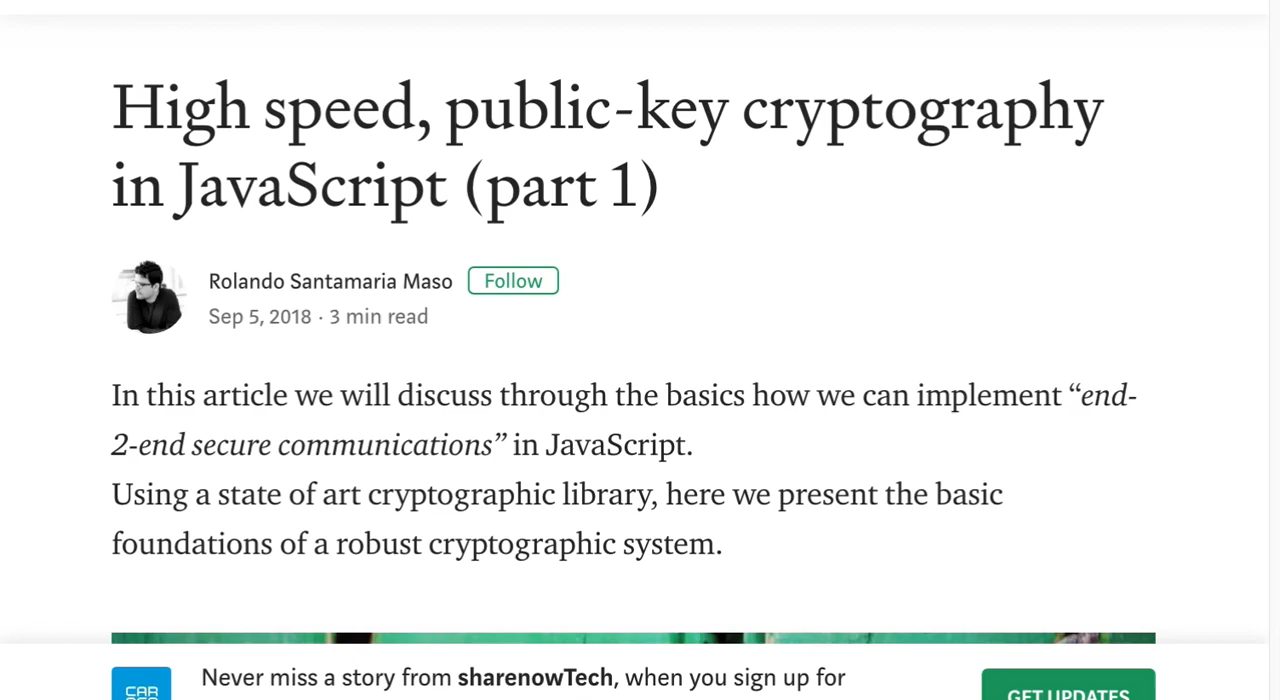 High speed, public-key cryptography
in JavaScript (part 1)
Rolando Santamaria Maso Follow
Sep 5, 2018 · 3 min read
In this article we will discuss through the basics how we can implement “end-
2-end secure communications” in JavaScript.
Using a state of art cryptographic library, here we present the basic
foundations of a robust cryptographic system.
Never miss a story from sharenowTech, when you sign up for
CAR
GET UPDATES